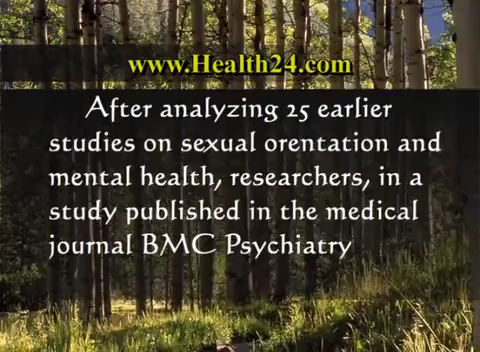 www.Health24.com
After analyzing 25 earlier
studies on sexual orentation and
mental health, researchers, in a
study published in the medical
journal BMC Psychiatry